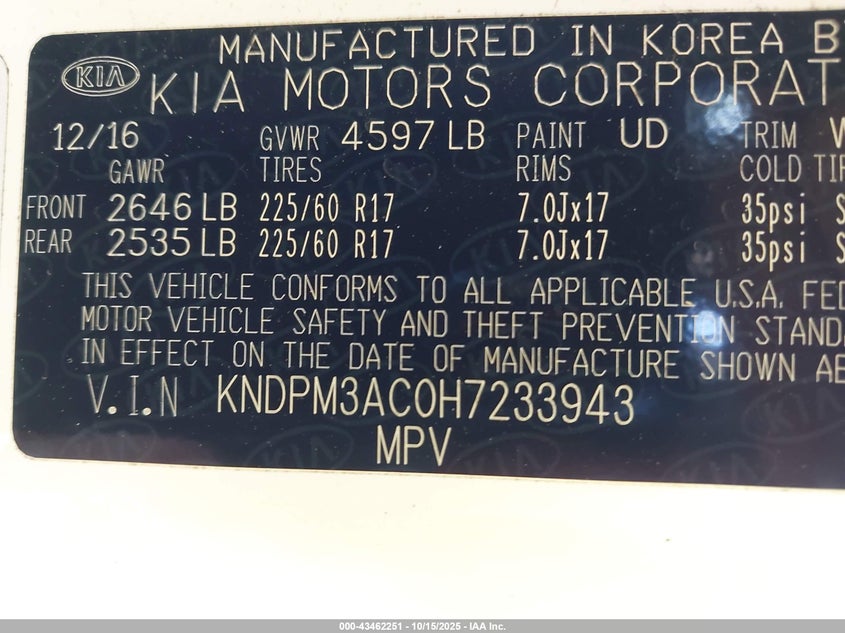 MANUFACTURED IN KOREA B
KIA KIA MOTORS CORPORAT
12/16 GVWR 4597 LB PAINT UD TRIM
GAWR TIRES RIMS COLD TIR
FRONT 2646 LB 225/60 R17 7.0Jx17 35psi S
REAR 2535 LB 225/60 R17 7.0Jx17 35psi S
THIS VEHICLE CONFORMS TO ALL APPLICABLE U.S.A. FED
MOTOR VEHICLE SAFETY AND THEFT PREVENTION STAND
IN EFFECT ON THE DATE OF MANUFACTURE SHOWN AB
V.I.N KNDPM3AC0H7233943
MPV
000-43462251 - 10/15/2025 - IAA Inc.